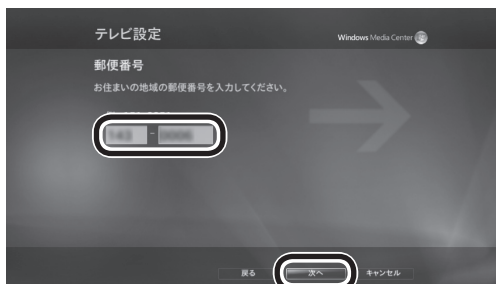 テレビ設定
Windows Media Center
郵便番号
お住まいの地域の郵便番号を入力してください。
143 - 0006
戻る
次へ
キャンセル